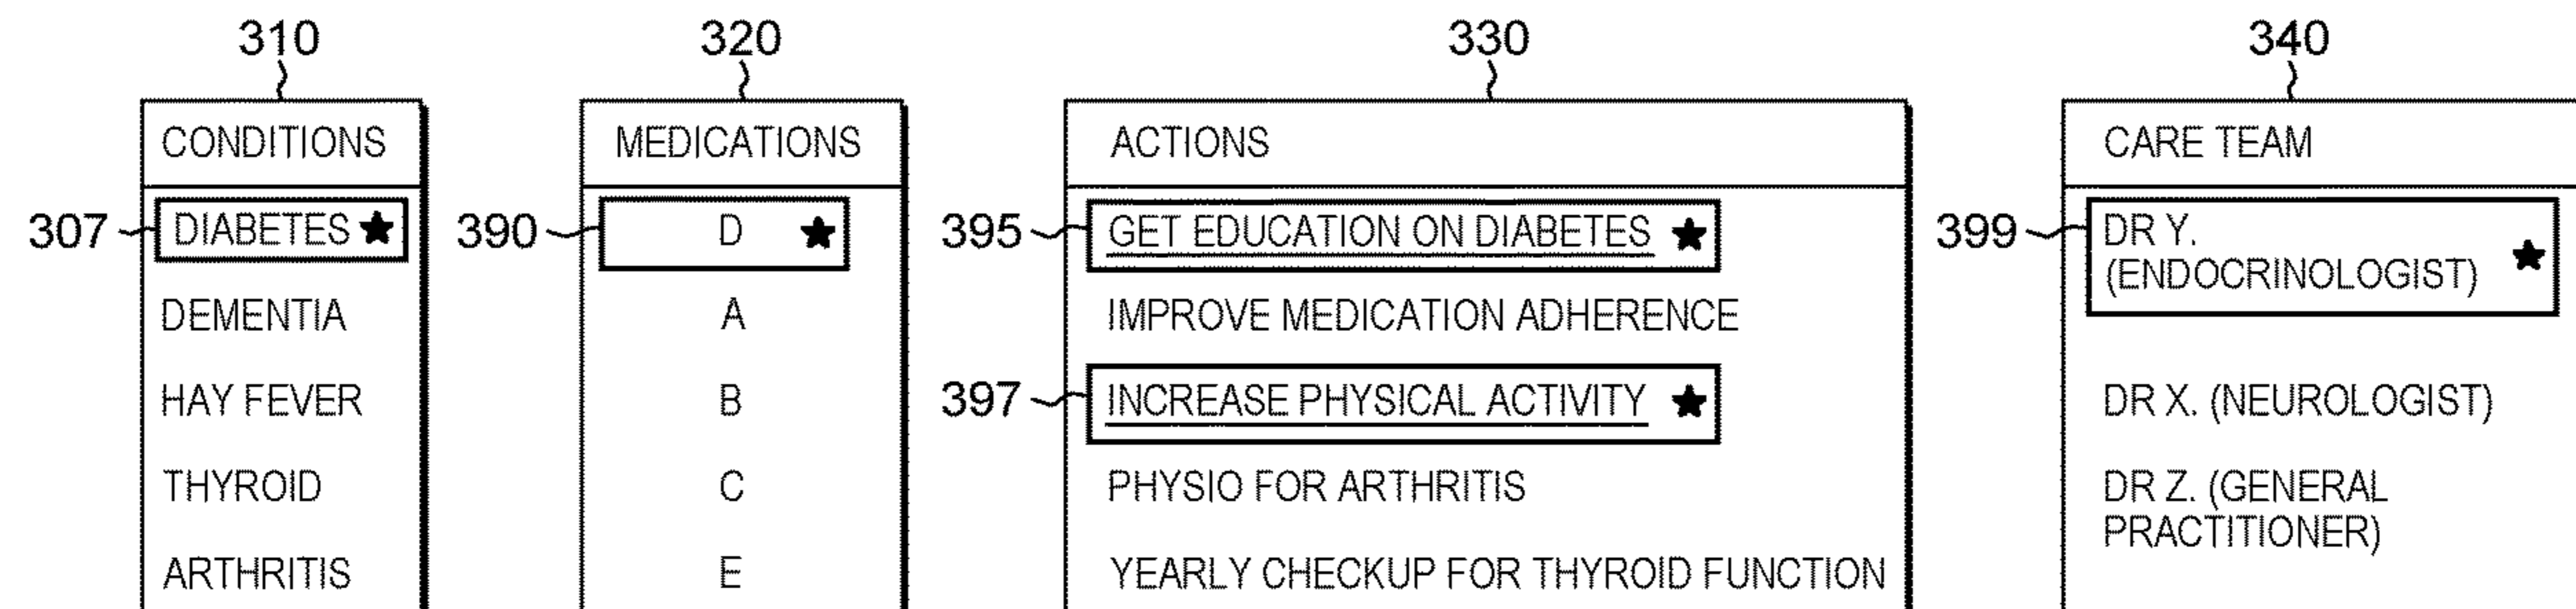 310
320
330
340
CONDITIONS
MEDICATIONS
ACTIONS
CARE TEAM
307
DIABETES ★
390
D ★
395
GET EDUCATION ON DIABETES ★
399
DR Y.
(ENDOCRINOLOGIST) ★
DEMENTIA
A
IMPROVE MEDICATION ADHERENCE
HAY FEVER
B
397
INCREASE PHYSICAL ACTIVITY ★
DR X. (NEUROLOGIST)
THYROID
C
PHYSIO FOR ARTHRITIS
DR Z. (GENERAL
PRACTITIONER)
ARTHRITIS
E
YEARLY CHECKUP FOR THYROID FUNCTION